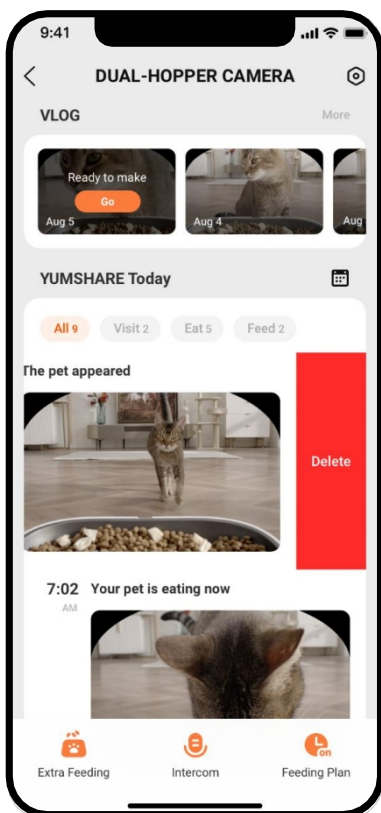 9:41
DUAL-HOPPER CAMERA
VLOG More
Ready to make
Go
Aug 5 Aug 4 Aug
YUMSHARE Today
All 9 Visit 2 Eat 5 Feed 2
The pet appeared
Delete
7:02 Your pet is eating now
AM
on
Extra Feeding Intercom Feeding Plan